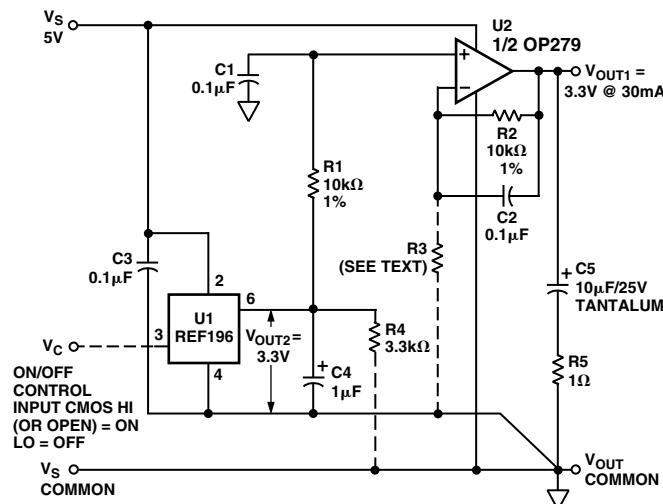 VS
5V
U2
1/2 OP279
+
−
VOUT1 =
3.3V @ 30mA
C1
0.1μF
R2
10kΩ
1%
R1
10kΩ
1%
C2
0.1μF
R3
(SEE TEXT)
C3
0.1μF
2
U1
REF196
6
3
4
VOUT2 =
3.3V
R4
3.3kΩ
+
C4
1μF
+
C5
10μF/25V
TANTALUM
R5
1Ω
VC
ON/OFF
CONTROL
INPUT CMOS HI
(OR OPEN) = ON
LO = OFF
VS
COMMON
VOUT
COMMON